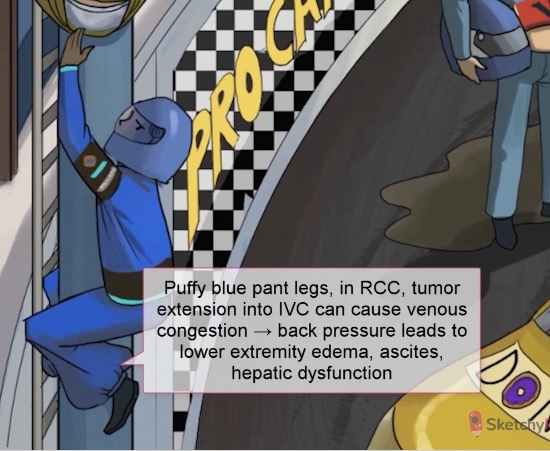 PRO CA
Puffy blue pant legs, in RCC, tumor
extension into IVC can cause venous
congestion → back pressure leads to
lower extremity edema, ascites,
hepatic dysfunction
DO
Sketchy